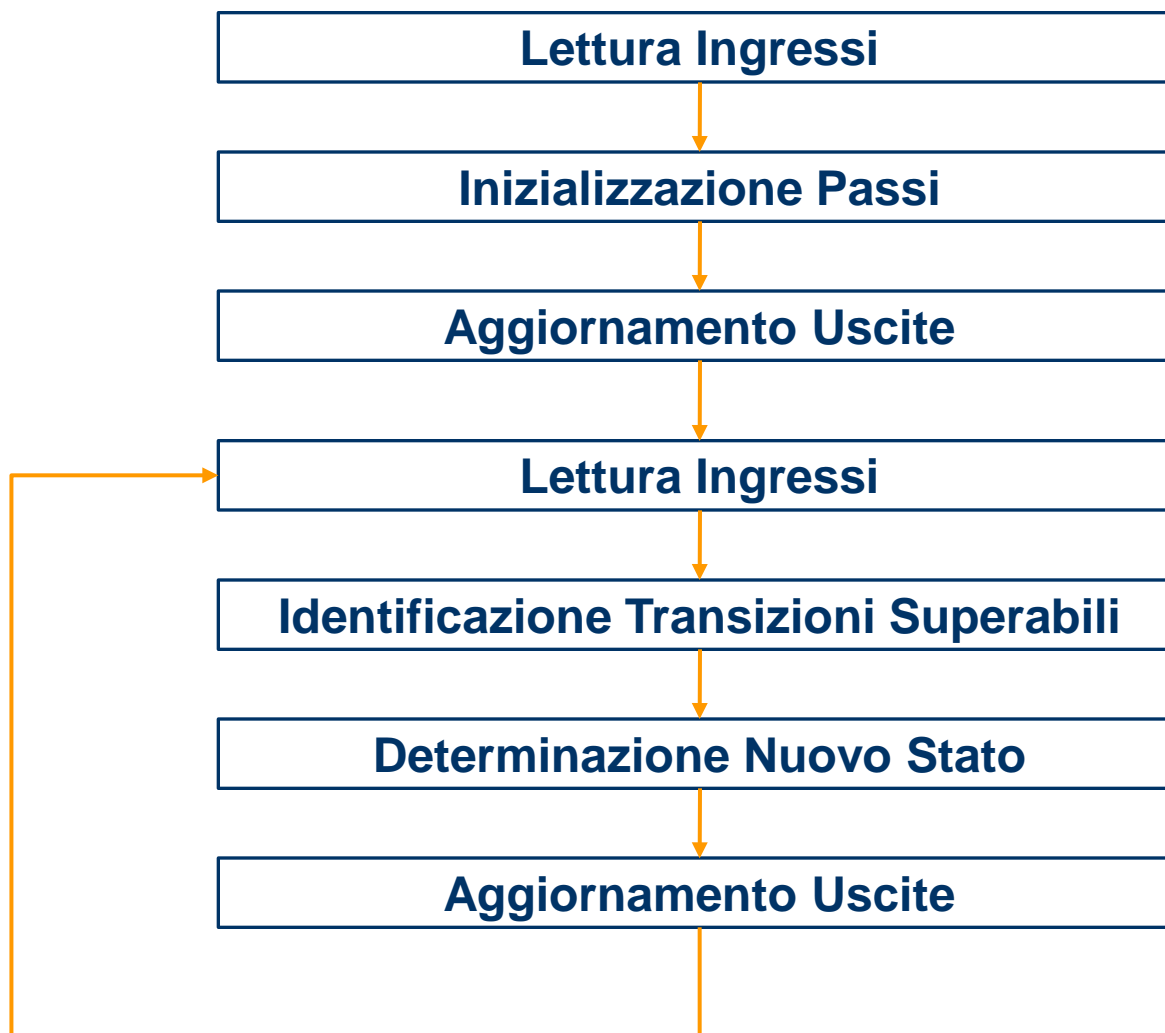 Lettura Ingressi
Inizializzazione Passi
Aggiornamento Uscite
Lettura Ingressi
Identificazione Transizioni Superabili
Determinazione Nuovo Stato
Aggiornamento Uscite